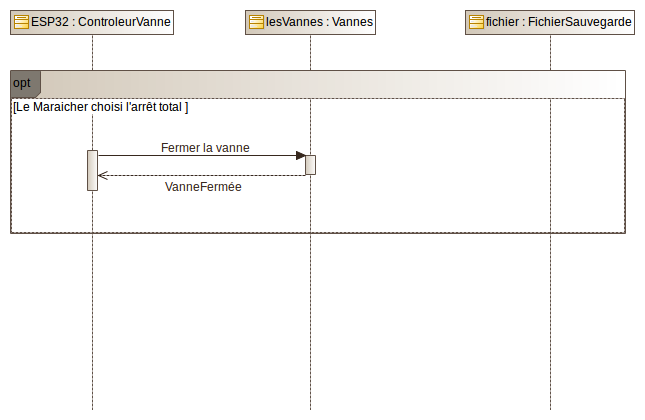 ESP32 : ControleurVanne
lesVannes : Vannes
fichier : FichierSauvegarde
opt
[Le Maraicher choisi l'arrêt total ]
Fermer la vanne
VanneFermée